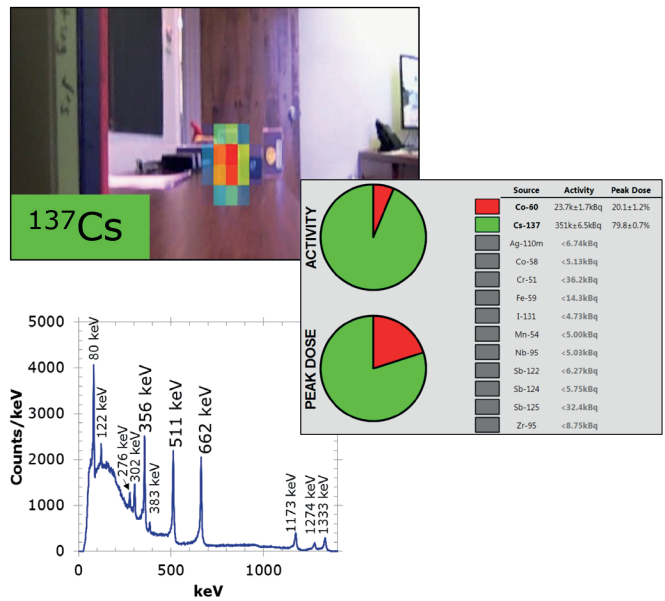 137Cs
ACTIVITY
PEAK DOSE
Source Activity Peak Dose
Co-60 23.7k±1.7kBq 20.1±1.2%
Cs-137 351k±6.5kBq 79.8±0.7%
Ag-110m <6.74kBq
Co-58 <5.13kBq
Cr-51 <36.2kBq
Fe-59 <14.3kBq
I-131 <4.73kBq
Mn-54 <5.00kBq
Nb-95 <5.03kBq
Sb-122 <6.27kBq
Sb-124 <5.75kBq
Sb-125 <32.4kBq
Zr-95 <8.75kBq
Counts/keV
5000
4000
3000
2000
1000
0
80 keV
122 keV
276 keV
302 keV
356 keV
383 keV
511 keV
662 keV
1173 keV
1274 keV
1333 keV
0 500 1000
keV